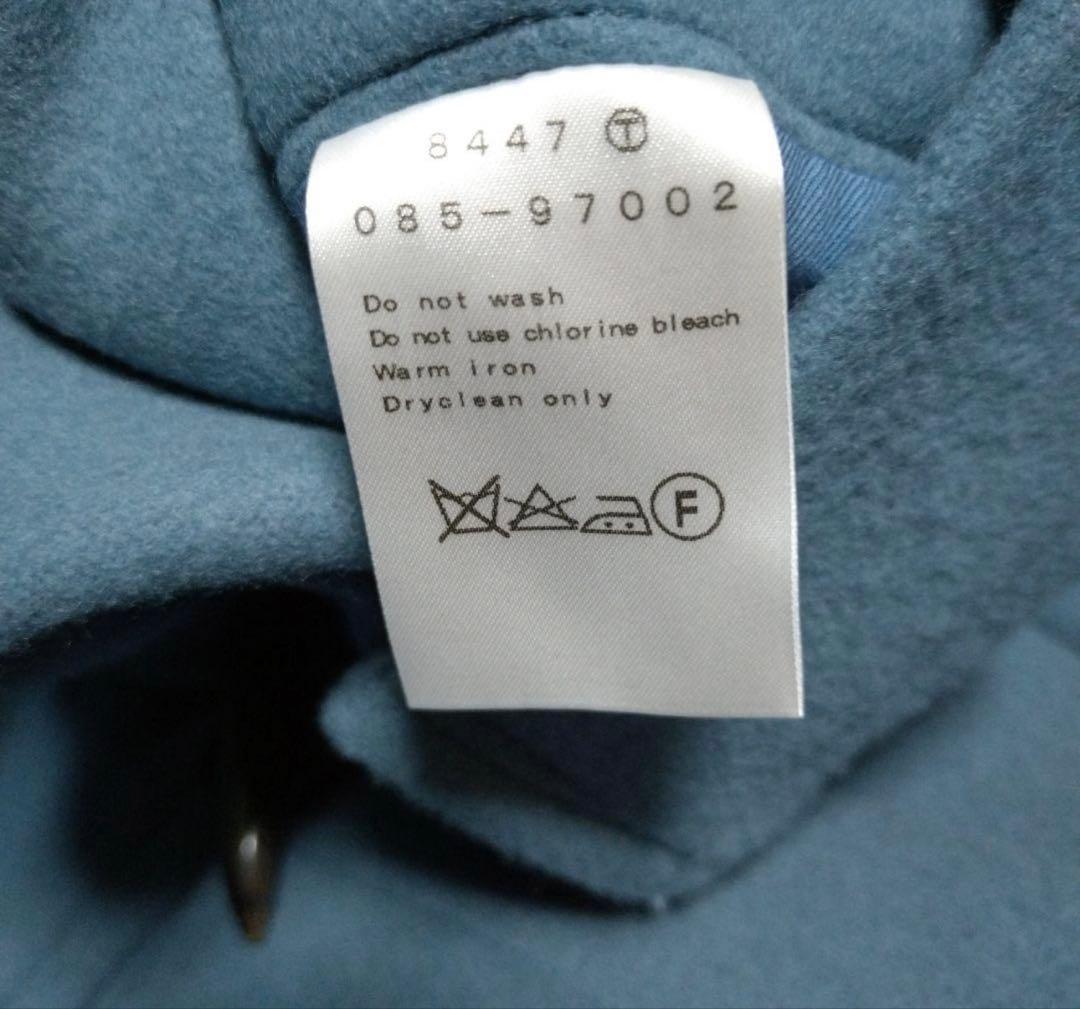 8447 Ⓣ
085-97002
Do not wash
Do not use chlorine bleach
Warm iron
Dryclean only
F